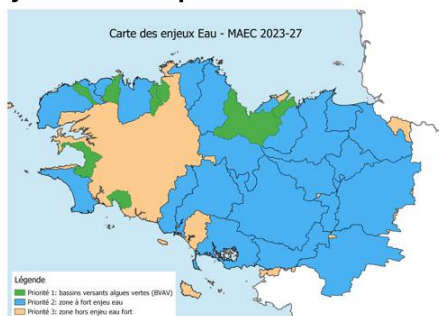 Carte des enjeux Eau - MAEC 2023-27
Légende
Priorité 1: bassins versants algues vertes (BVAV)
Priorité 2: zone à fort enjeu eau
Priorité 3: zone hors enjeu eau fort